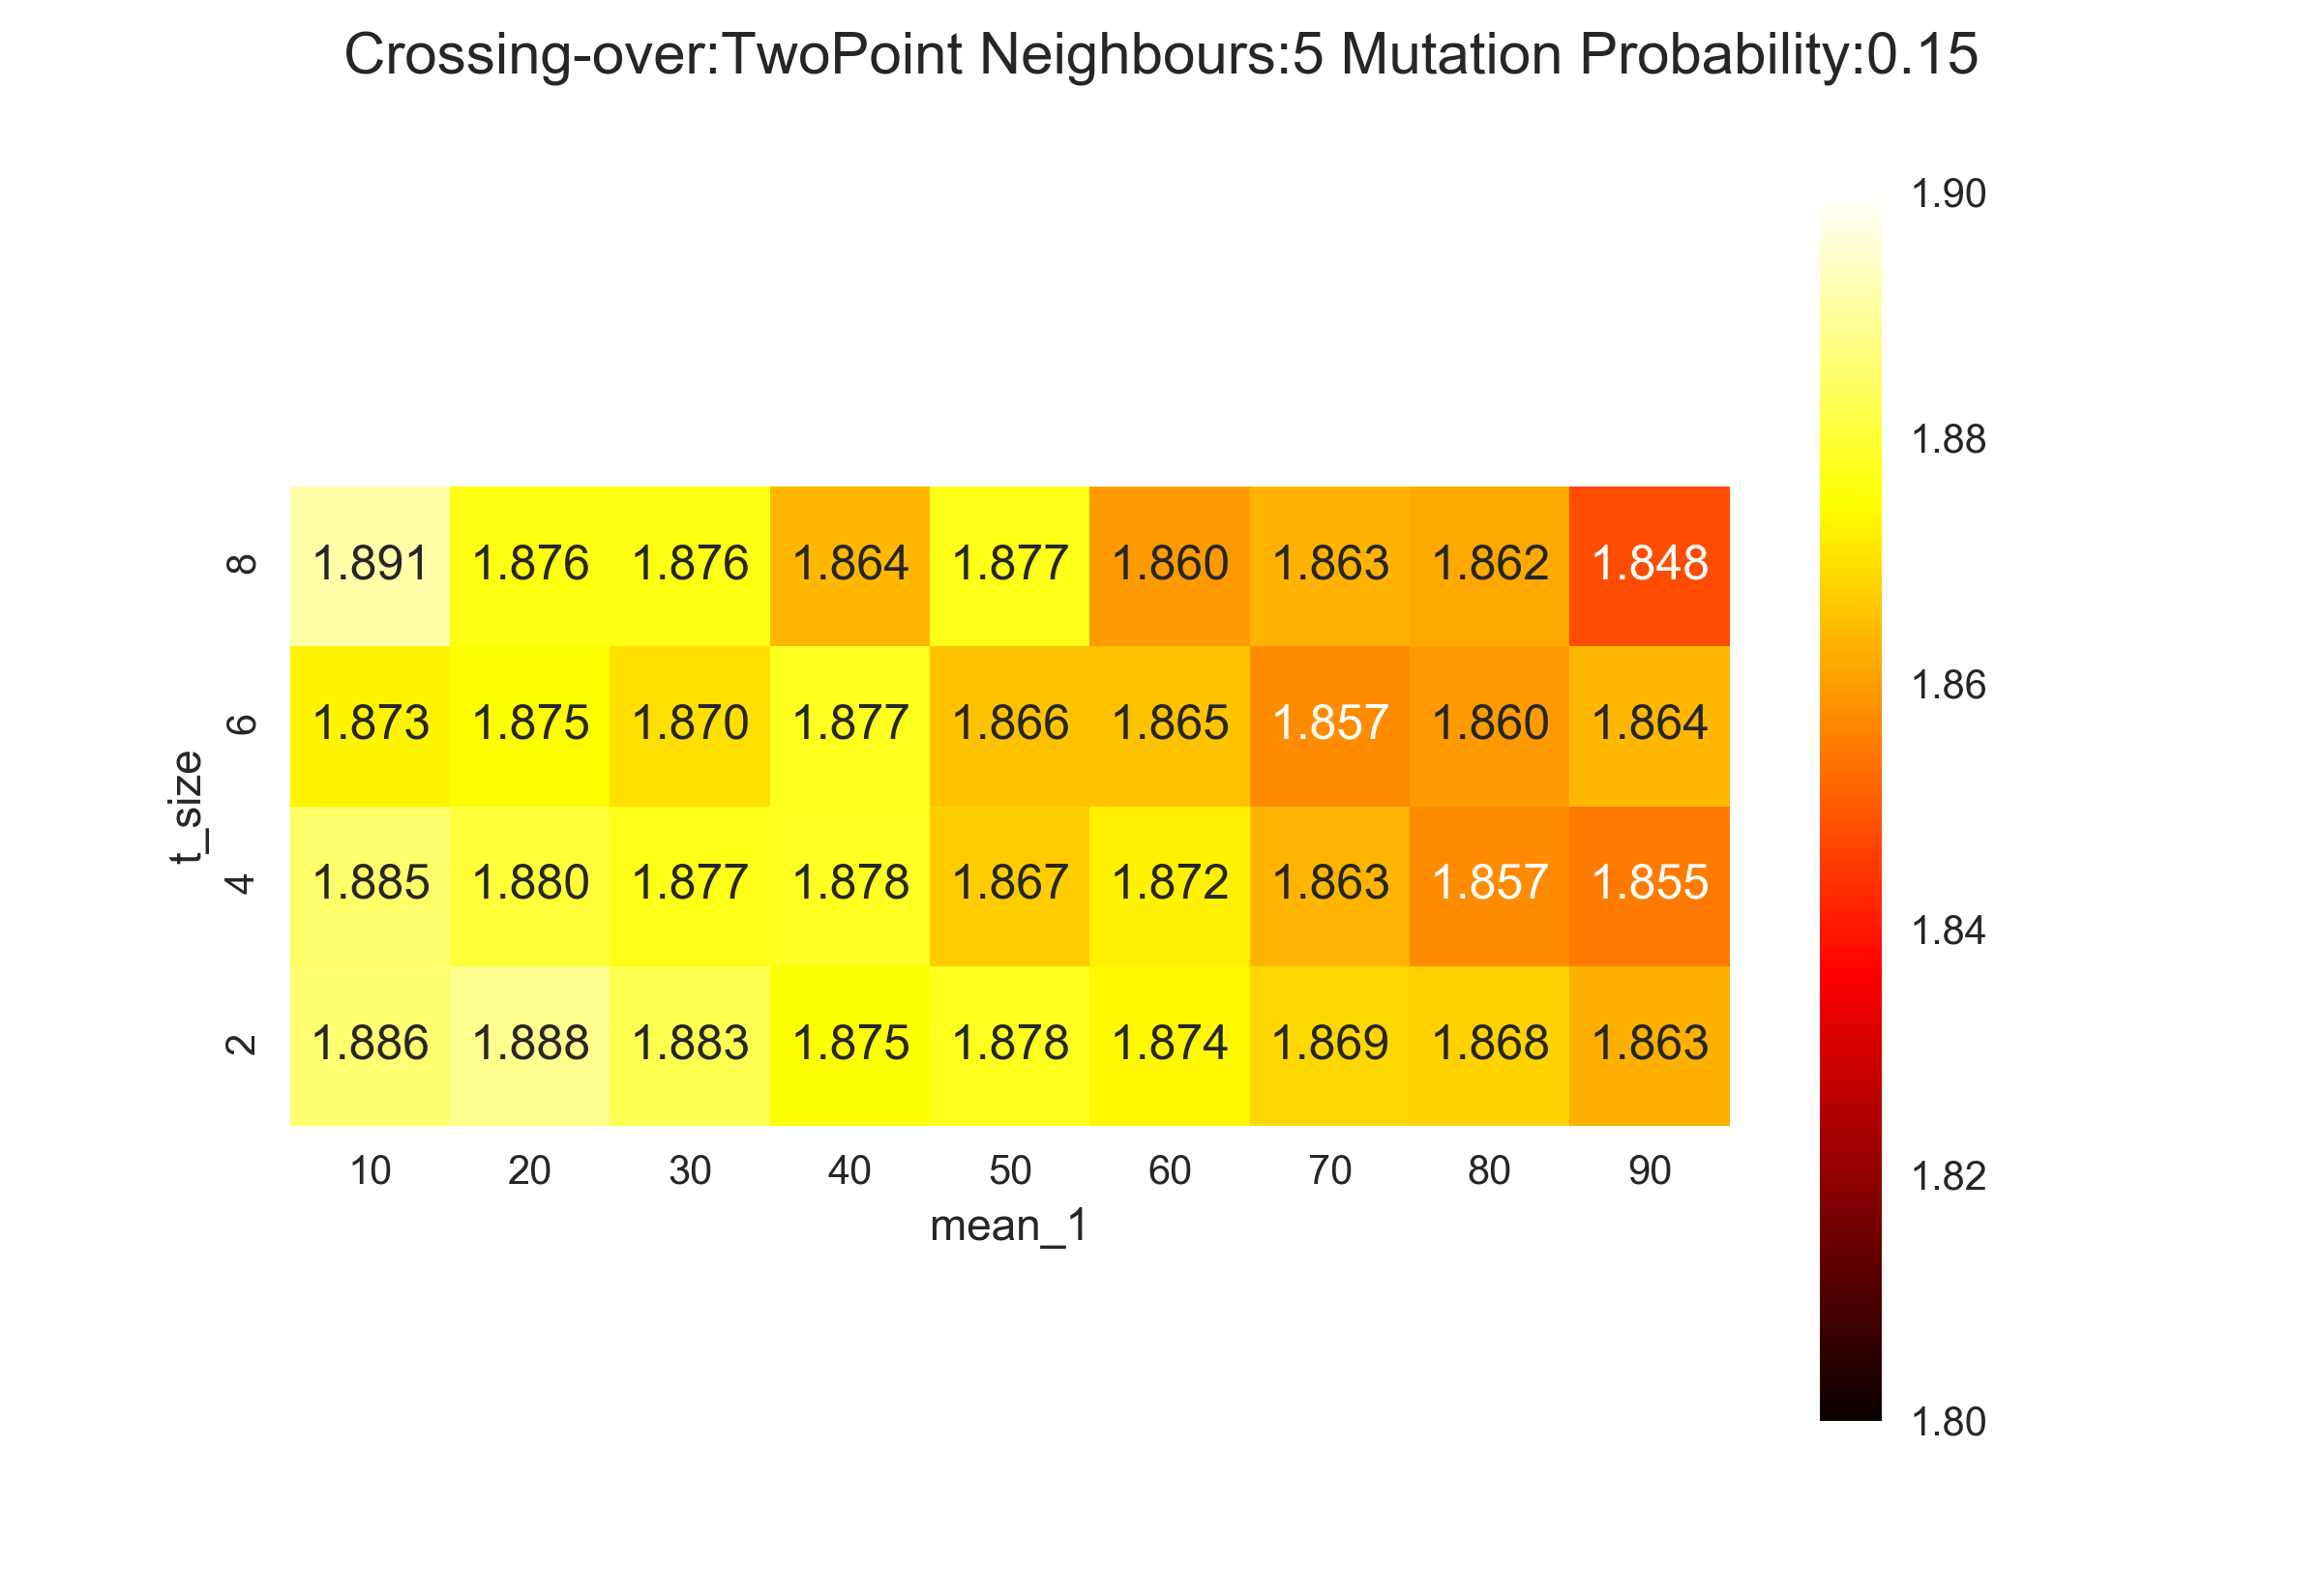 Crossing-over:TwoPoint Neighbours:5 Mutation Probability:0.15
t_size
8 1.891 1.876 1.876 1.864 1.877 1.860 1.863 1.862 1.848
6 1.873 1.875 1.870 1.877 1.866 1.865 1.857 1.860 1.864
4 1.885 1.880 1.877 1.878 1.867 1.872 1.863 1.857 1.855
2 1.886 1.888 1.883 1.875 1.878 1.874 1.869 1.868 1.863
10 20 30 40 50 60 70 80 90
mean_1
1.90
1.88
1.86
1.84
1.82
1.80